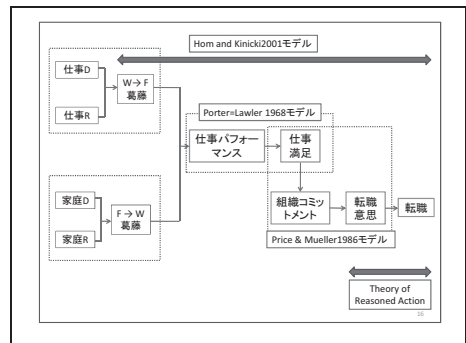 Hom and Kinicki2001モデル
仕事D
W→F
葛藤
仕事R
Porter=Lawler 1968モデル
仕事パフォー
マンス
仕事
満足
家庭D
F→W
葛藤
家庭R
組織コミッ
トメント
転職
意思
転職
Price & Mueller1986モデル
Theory of
Reasoned Action
16